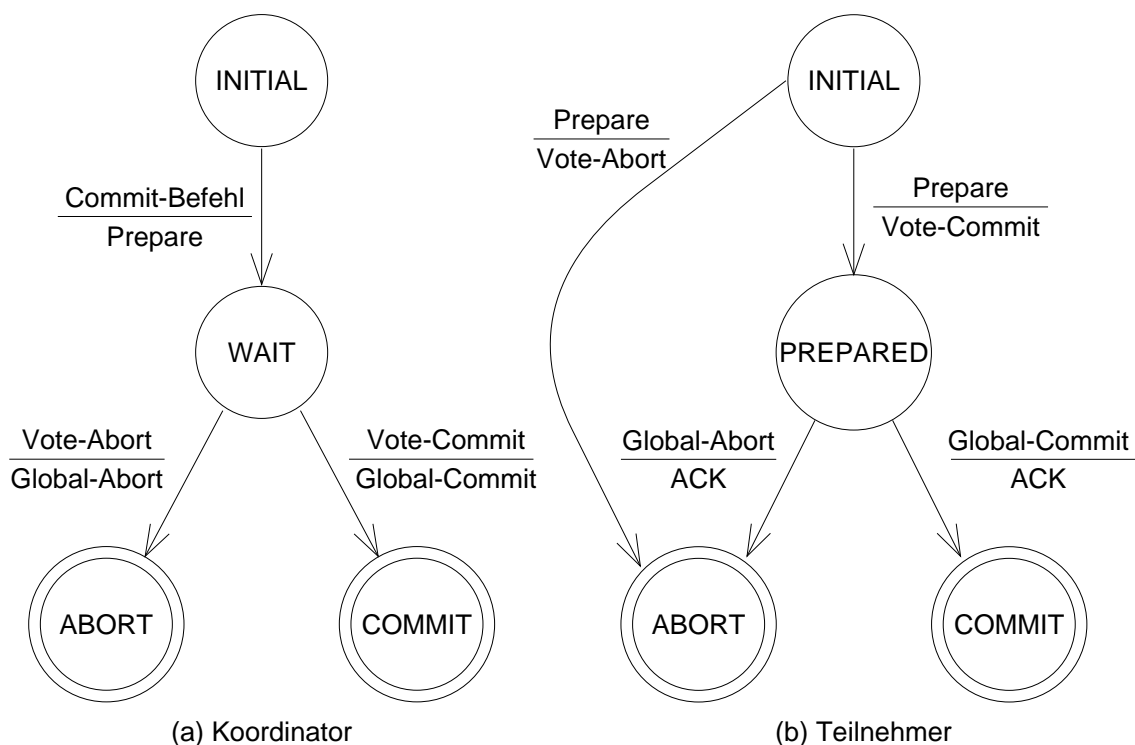 INITIAL
Commit-Befehl
Prepare
WAIT
Vote-Abort
Global-Abort
Vote-Commit
Global-Commit
ABORT
COMMIT
(a) Koordinator
INITIAL
Prepare
Vote-Abort
Prepare
Vote-Commit
PREPARED
Global-Abort
ACK
Global-Commit
ACK
ABORT
COMMIT
(b) Teilnehmer